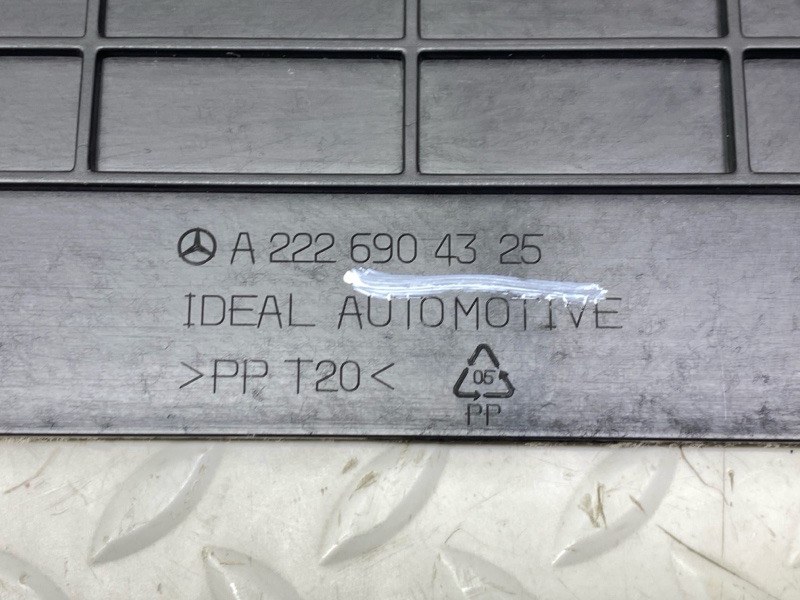 A 222 690 43 25
IDEAL AUTOMOTIVE
>PP T20<
05
PP